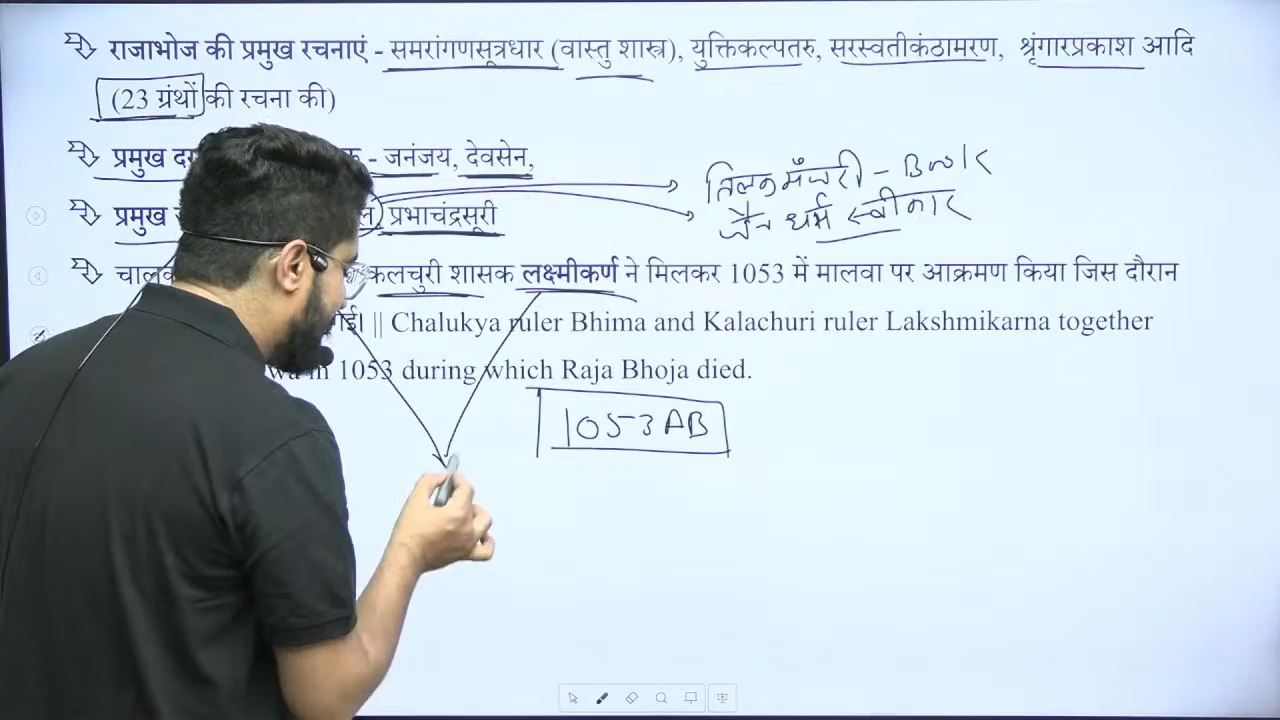 राजाभोज की प्रमुख रचनाएं - समरांगणसूत्रधार (वास्तु शास्त्र), युक्तिकल्पतरु, सरस्वतीकंठामरण, श्रृंगारप्रकाश आदि
(23 ग्रंथों की रचना की)
प्रमुख - जनंजय, देवसेन,
प्रमुख प्रभाचंद्रसूरी
तिलकमंजरी - Book
जैन धर्म स्वीकार
कलचुरी शासक लक्ष्मीकर्ण ने मिलकर 1053 में मालवा पर आक्रमण किया जिस दौरान
|| Chalukya ruler Bhima and Kalachuri ruler Lakshmikarna together
in 1053 during which Raja Bhoja died.
1053 AB